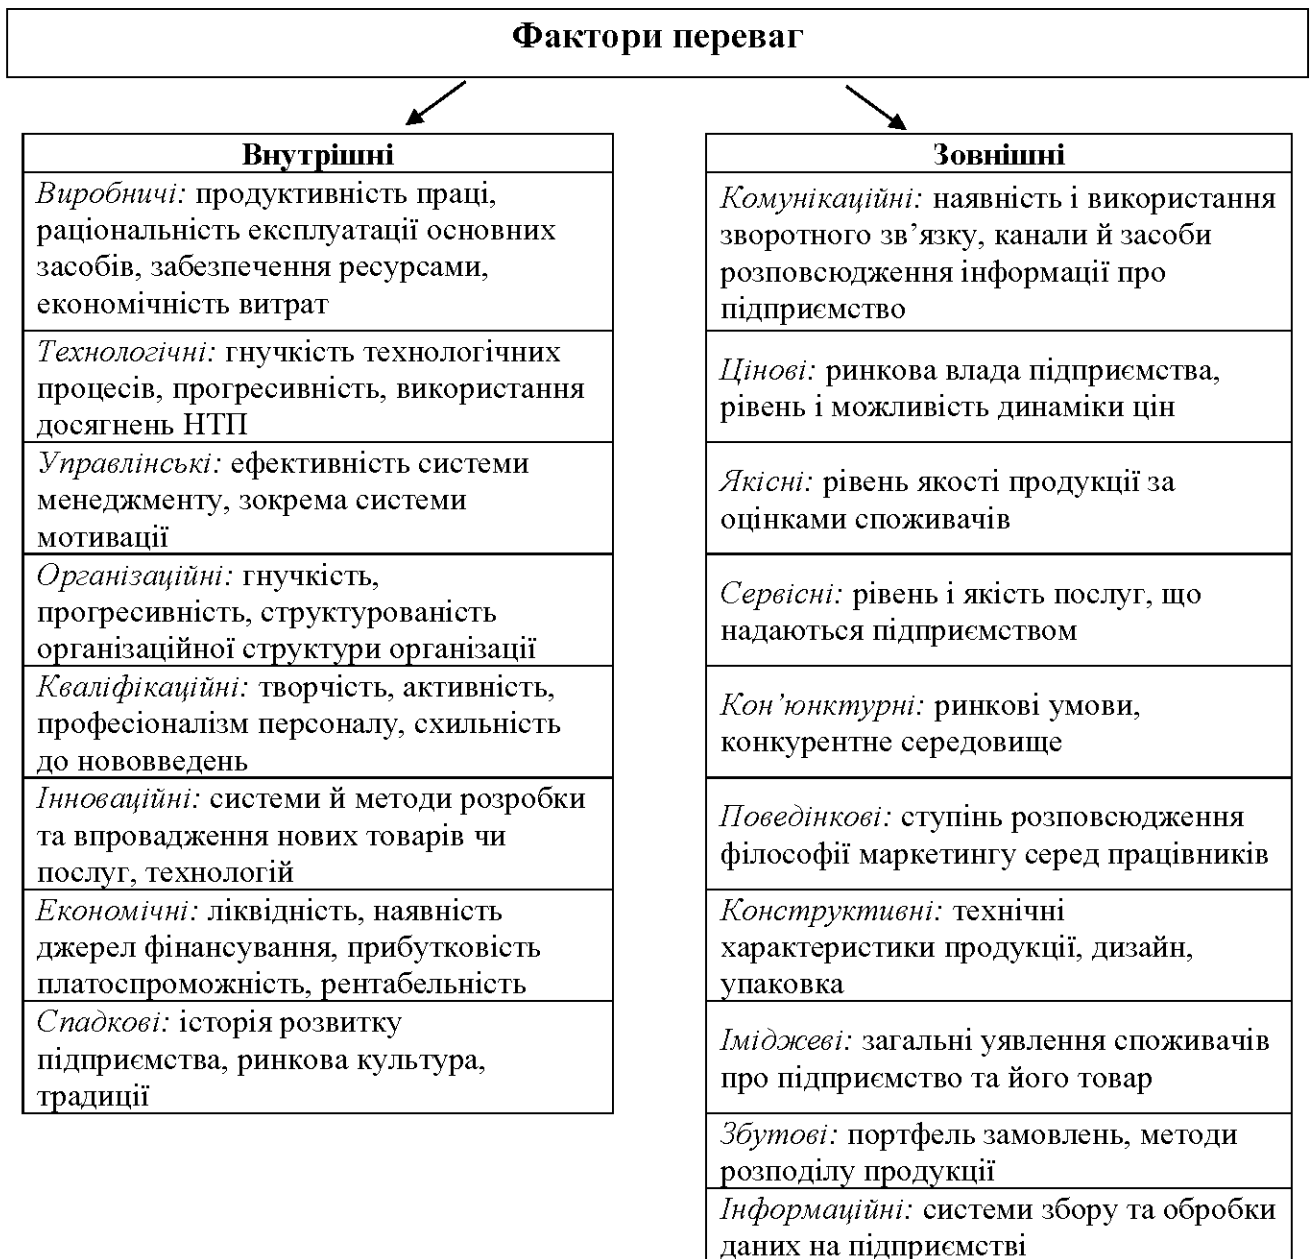 Фактори переваг
Внутрішні
Виробничі: продуктивність праці,
раціональність експлуатації основних
засобів, забезпечення ресурсами,
економічність витрат
Технологічні: гнучкість технологічних
процесів, прогресивність, використання
досягнень НТП
Управлінські: ефективність системи
менеджменту, зокрема системи
мотивації
Організаційні: гнучкість,
прогресивність, структурованість
організаційної структури організації
Кваліфікаційні: творчість, активність,
професіоналізм персоналу, схильність
до нововведень
Інноваційні: системи й методи розробки
та впровадження нових товарів чи
послуг, технологій
Економічні: ліквідність, наявність
джерел фінансування, прибутковість
платоспроможність, рентабельність
Спадкові: історія розвитку
підприємства, ринкова культура,
традиції
Зовнішні
Комунікаційні: наявність і використання
зворотного зв’язку, канали й засоби
розповсюдження інформації про
підприємство
Цінові: ринкова влада підприємства,
рівень і можливість динаміки цін
Якісні: рівень якості продукції за
оцінками споживачів
Сервісні: рівень і якість послуг, що
надаються підприємством
Кон’юнктурні: ринкові умови,
конкурентне середовище
Поведінкові: ступінь розповсюдження
філософії маркетингу серед працівників
Конструктивні: технічні
характеристики продукції, дизайн,
упаковка
Іміджеві: загальні уявлення споживачів
про підприємство та його товар
Збутові: портфель замовлень, методи
розподілу продукції
Інформаційні: системи збору та обробки
даних на підприємстві